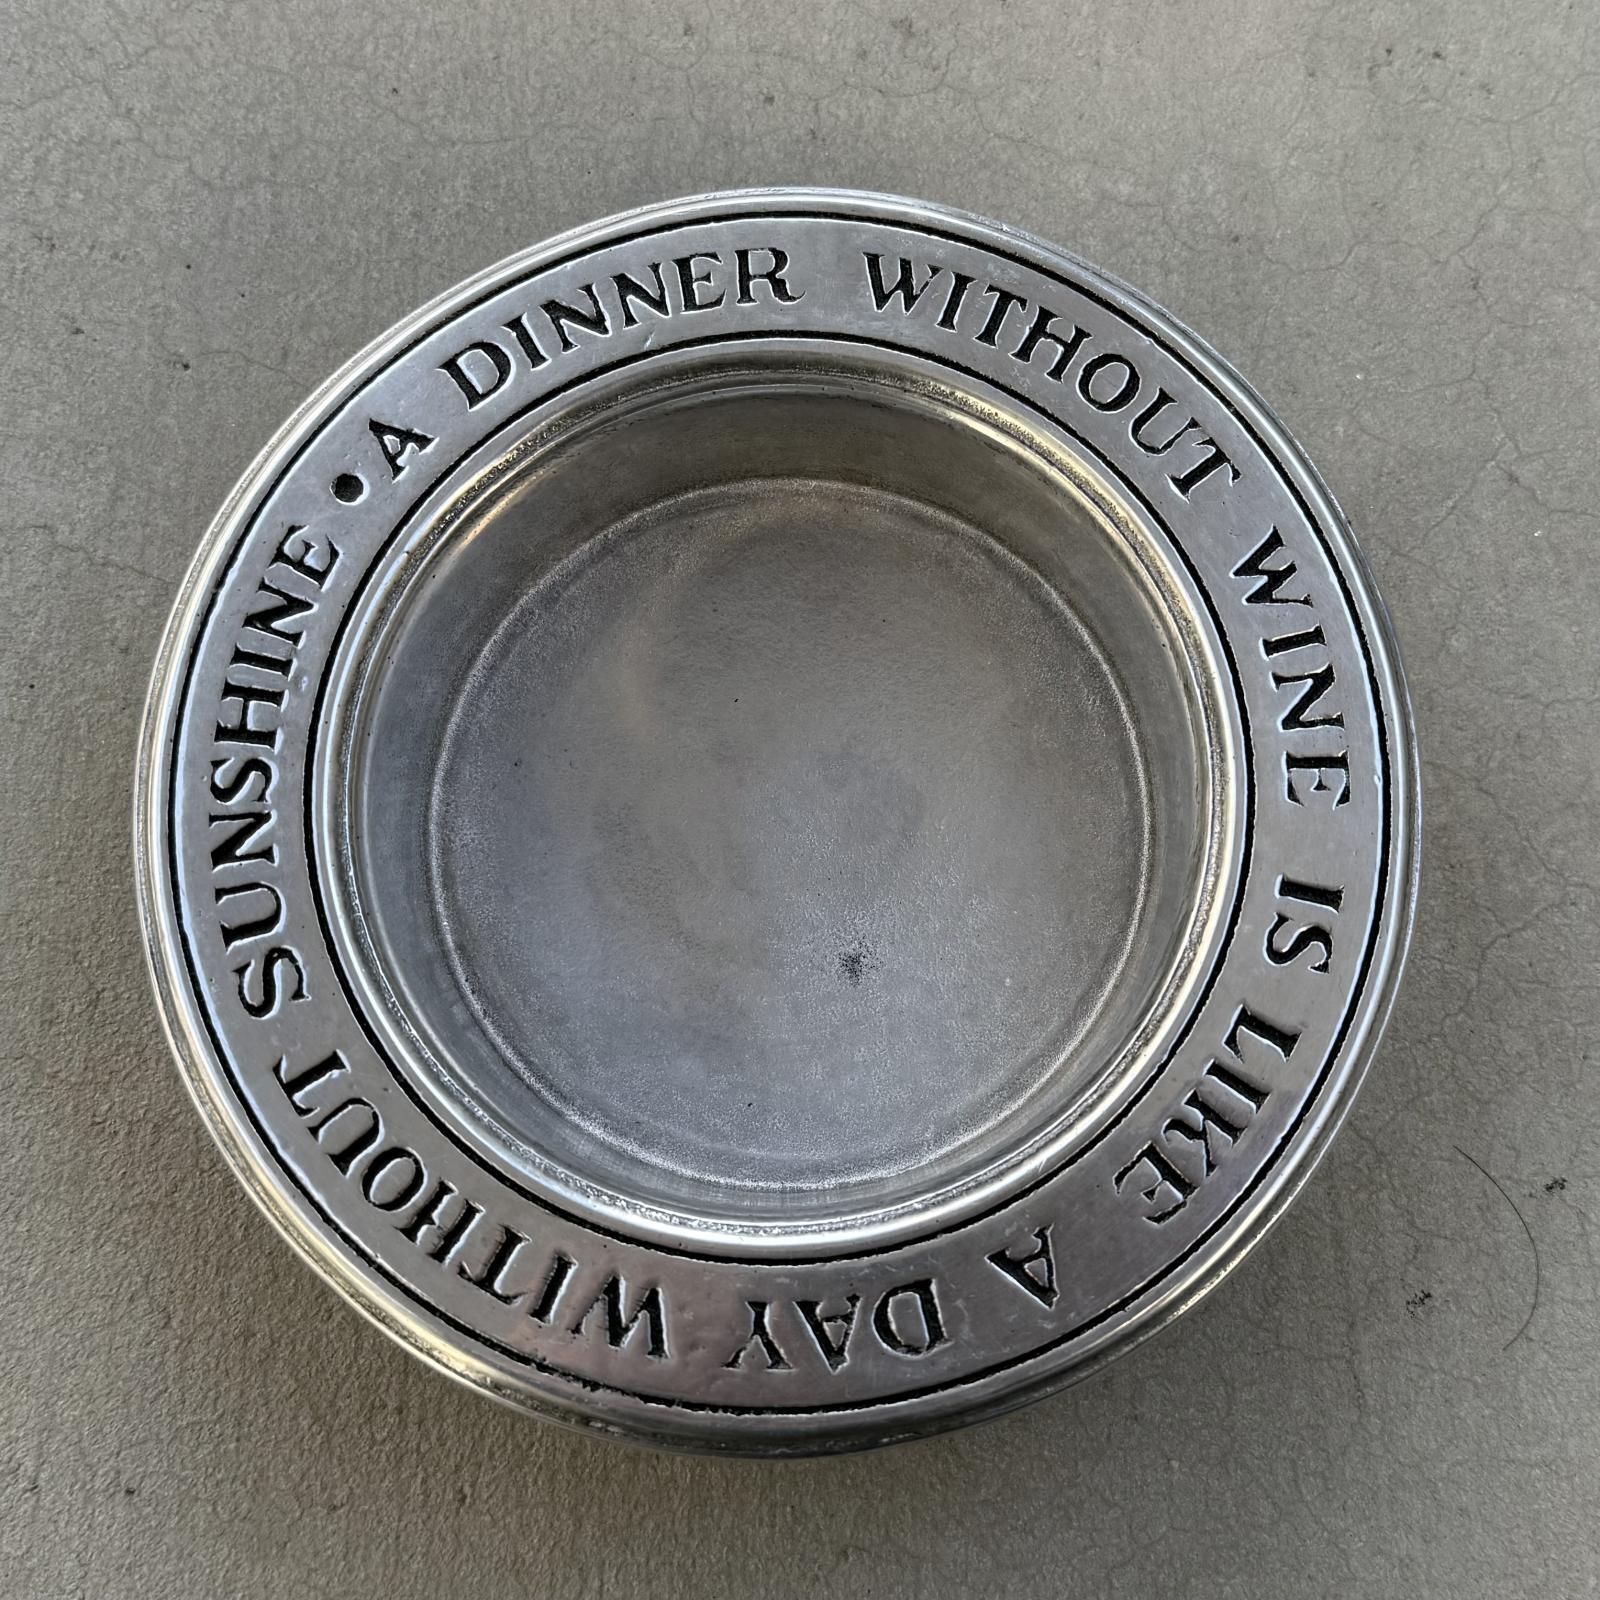 • A DINNER WITHOUT WINE IS LIKE A DAY WITHOUT SUNSHINE